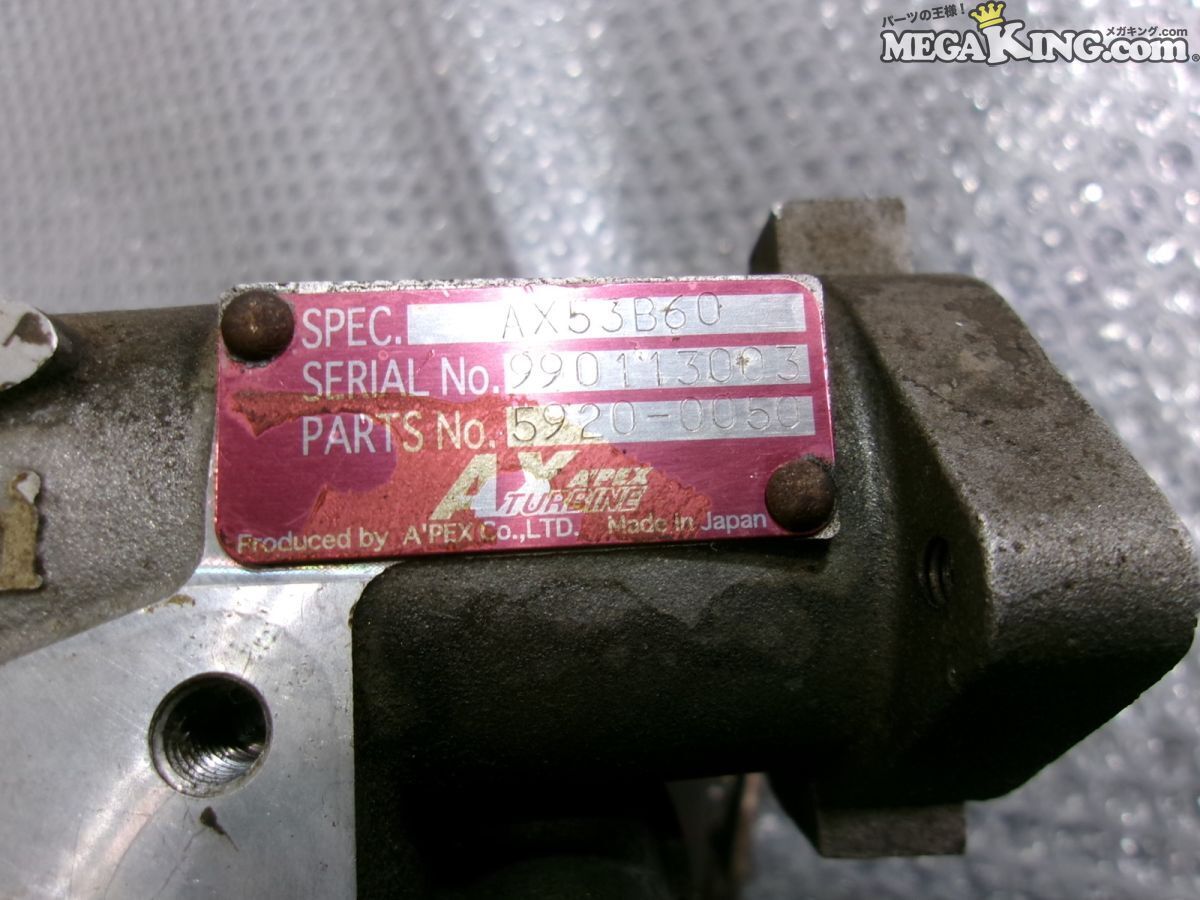 パーツの王様！
メガキング.com
MEGAKING.com®
SPEC. AX53B60
SERIAL No. 990113003
PARTS No. 5920-0050
AX A'PEX
TURBINE
Produced by A'PEX Co.,LTD. Made in Japan